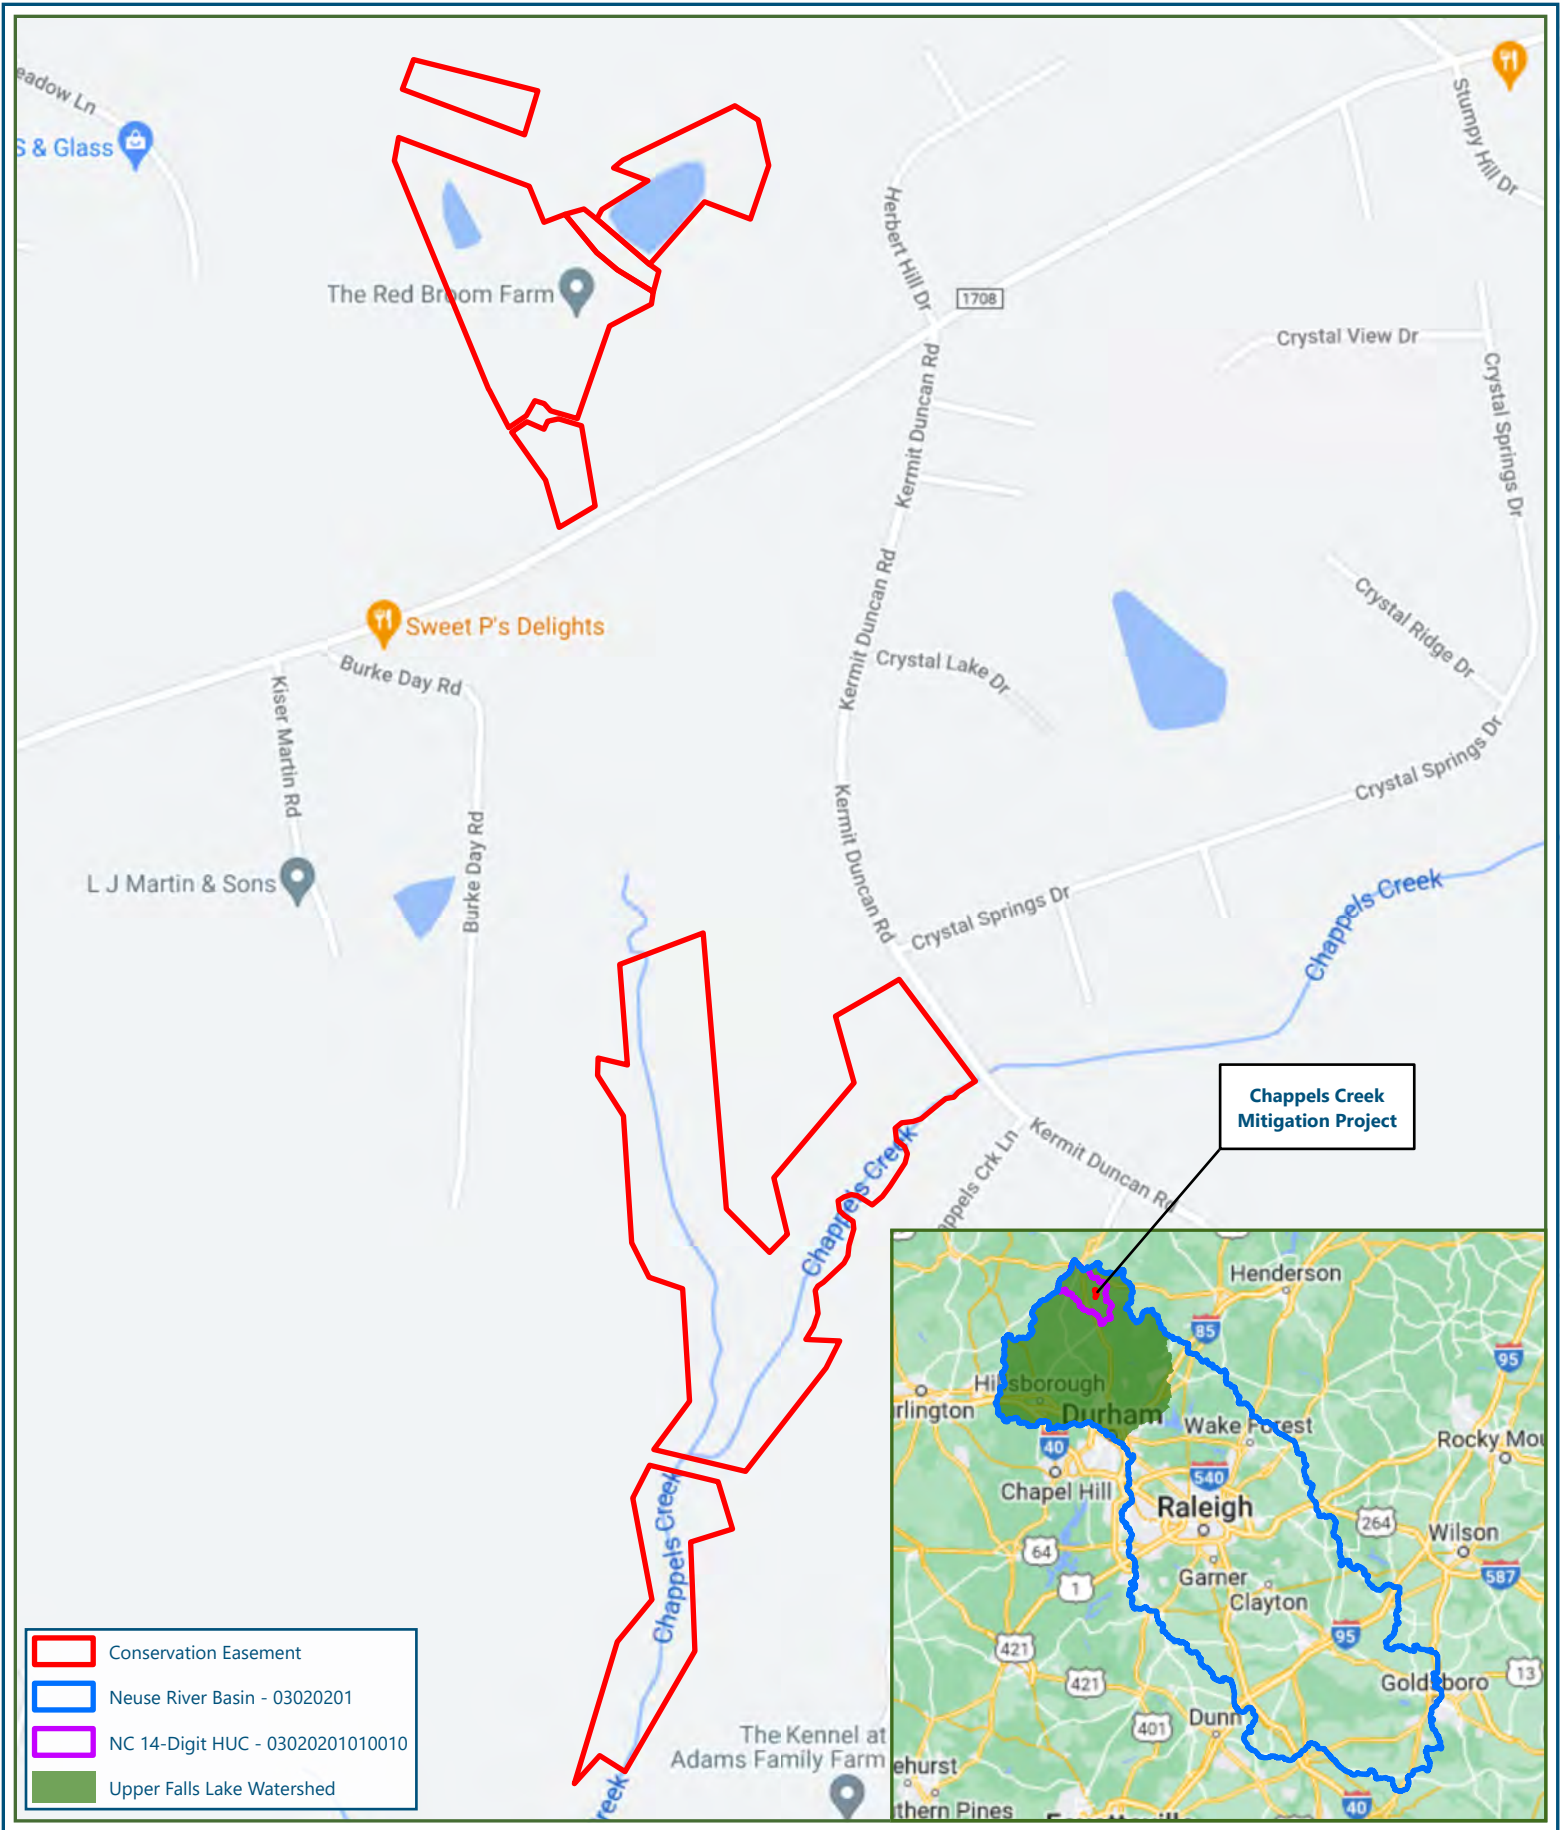 eadow Ln
S & Glass
Stumpy Hill Dr
Herbert Hill Dr
1708
The Red Broom Farm
Crystal View Dr
Crystal Springs Dr
Kermit Duncan Rd
Kermit Duncan Rd
Crystal Ridge Dr
Sweet P's Delights
Burke Day Rd
Crystal Lake Dr
Kiser Martin Rd
Crystal Springs Dr
Kermit Duncan Rd
Burke Day Rd
L J Martin & Sons
Crystal Springs Dr
Chappels Creek
Chappels Creek
Mitigation Project
Kermit Duncan Rd
appels Crk Ln
Chappels Creek
Chappels Creek
reek
The Kennel at
Adams Family Farm
Conservation Easement
Neuse River Basin - 03020201
NC 14-Digit HUC - 03020201010010
Upper Falls Lake Watershed
Henderson
85
95
Hillsborough
rlington
Durham
Wake Forest
40
Rocky Mou
Chapel Hill
540
Raleigh
264
Wilson
64
587
1
Garner
Clayton
95
421
421
Goldsboro
13
401
Dunn
ehurst
thern Pines
40